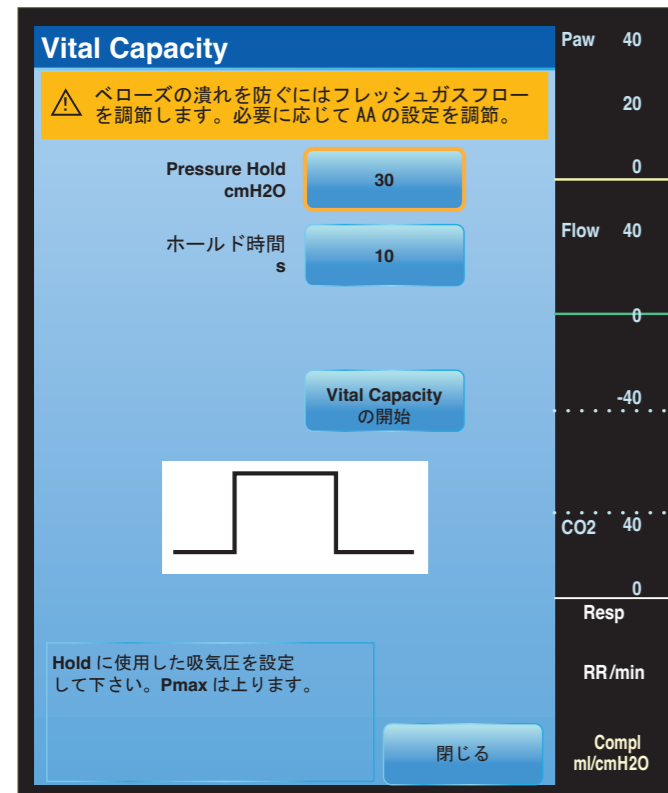 Vital Capacity
ベローズの潰れを防ぐにはフレッシュガスフロー
を調節します。必要に応じて AA の設定を調節。
Pressure Hold
cmH2O
30
ホールド時間
s
10
Vital Capacity
の開始
Hold に使用した吸気圧を設定
して下さい。Pmax は上ります。
閉じる
Paw 40
20
0
Flow 40
0
-40
CO2 40
0
Resp
RR/min
Compl
ml/cmH2O